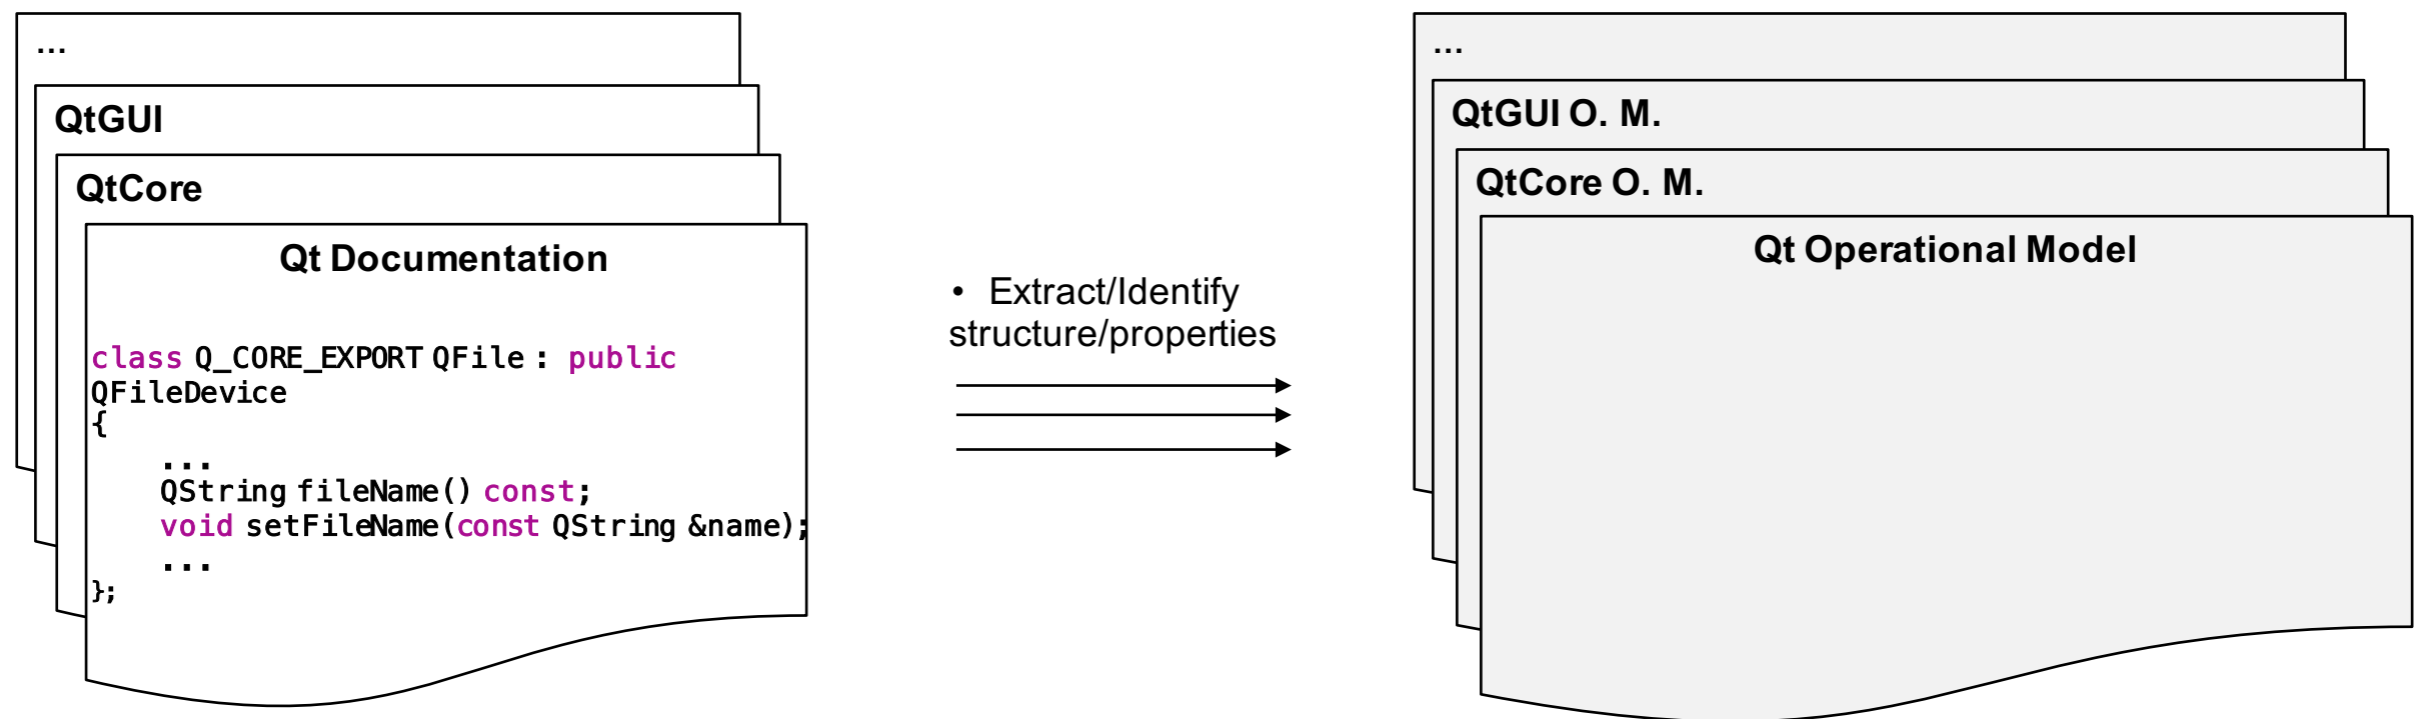 ...
QtGUI
QtCore
Qt Documentation
class Q_CORE_EXPORT QFile : public
QFileDevice
{
...
QString fileName() const;
void setFileName(const QString &name);
...
};
• Extract/Identify
structure/properties
...
QtGUI O. M.
QtCore O. M.
Qt Operational Model